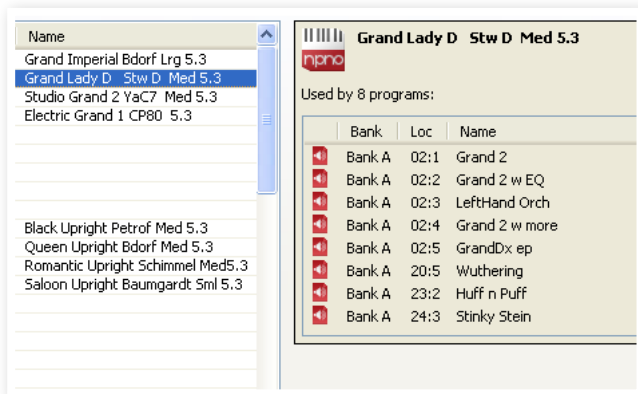 Name
Grand Imperial Bdorf Lrg 5.3
Grand Lady D Stw D Med 5.3
Studio Grand 2 YaC7 Med 5.3
Electric Grand 1 CP80 5.3
Black Upright Petrof Med 5.3
Queen Upright Bdorf Med 5.3
Romantic Upright Schimmel Med5.3
Saloon Upright Baumgardt Sml 5.3
npno
Grand Lady D Stw D Med 5.3
Used by 8 programs:
Bank Loc Name
Bank A 02:1 Grand 2
Bank A 02:2 Grand 2 w EQ
Bank A 02:3 LeftHand Orch
Bank A 02:4 Grand 2 w more
Bank A 02:5 GrandDx ep
Bank A 20:5 Wuthering
Bank A 23:2 Huff n Puff
Bank A 24:3 Stinky Stein